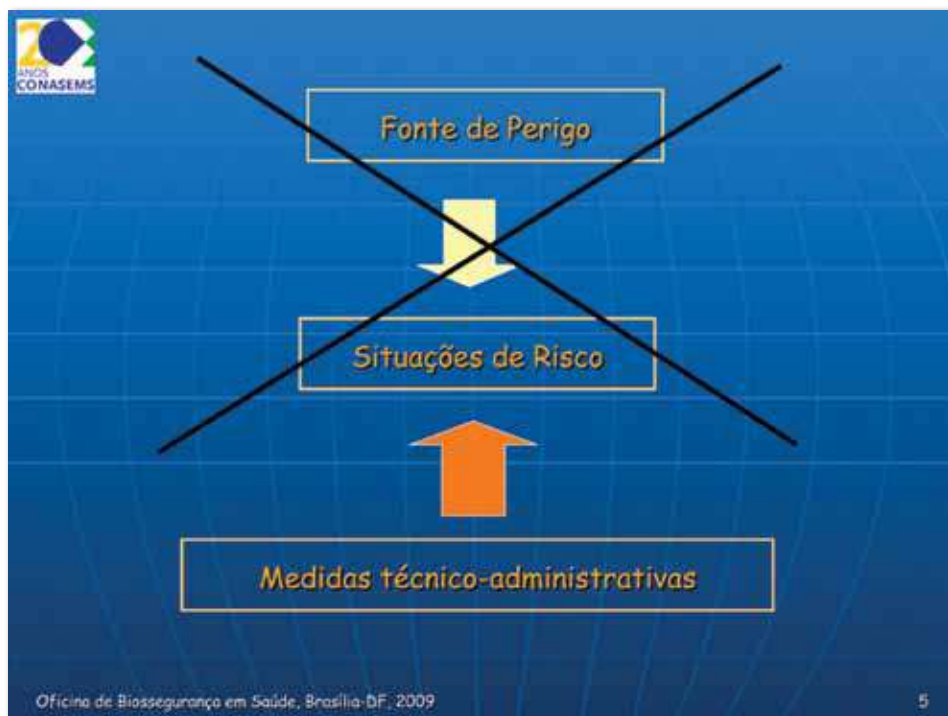 20
ANOS
CONASEMS
Fonte de Perigo
Situações de Risco
Medidas técnico-administrativas
Oficina de Biossegurança em Saúde, Brasília-DF, 2009
5